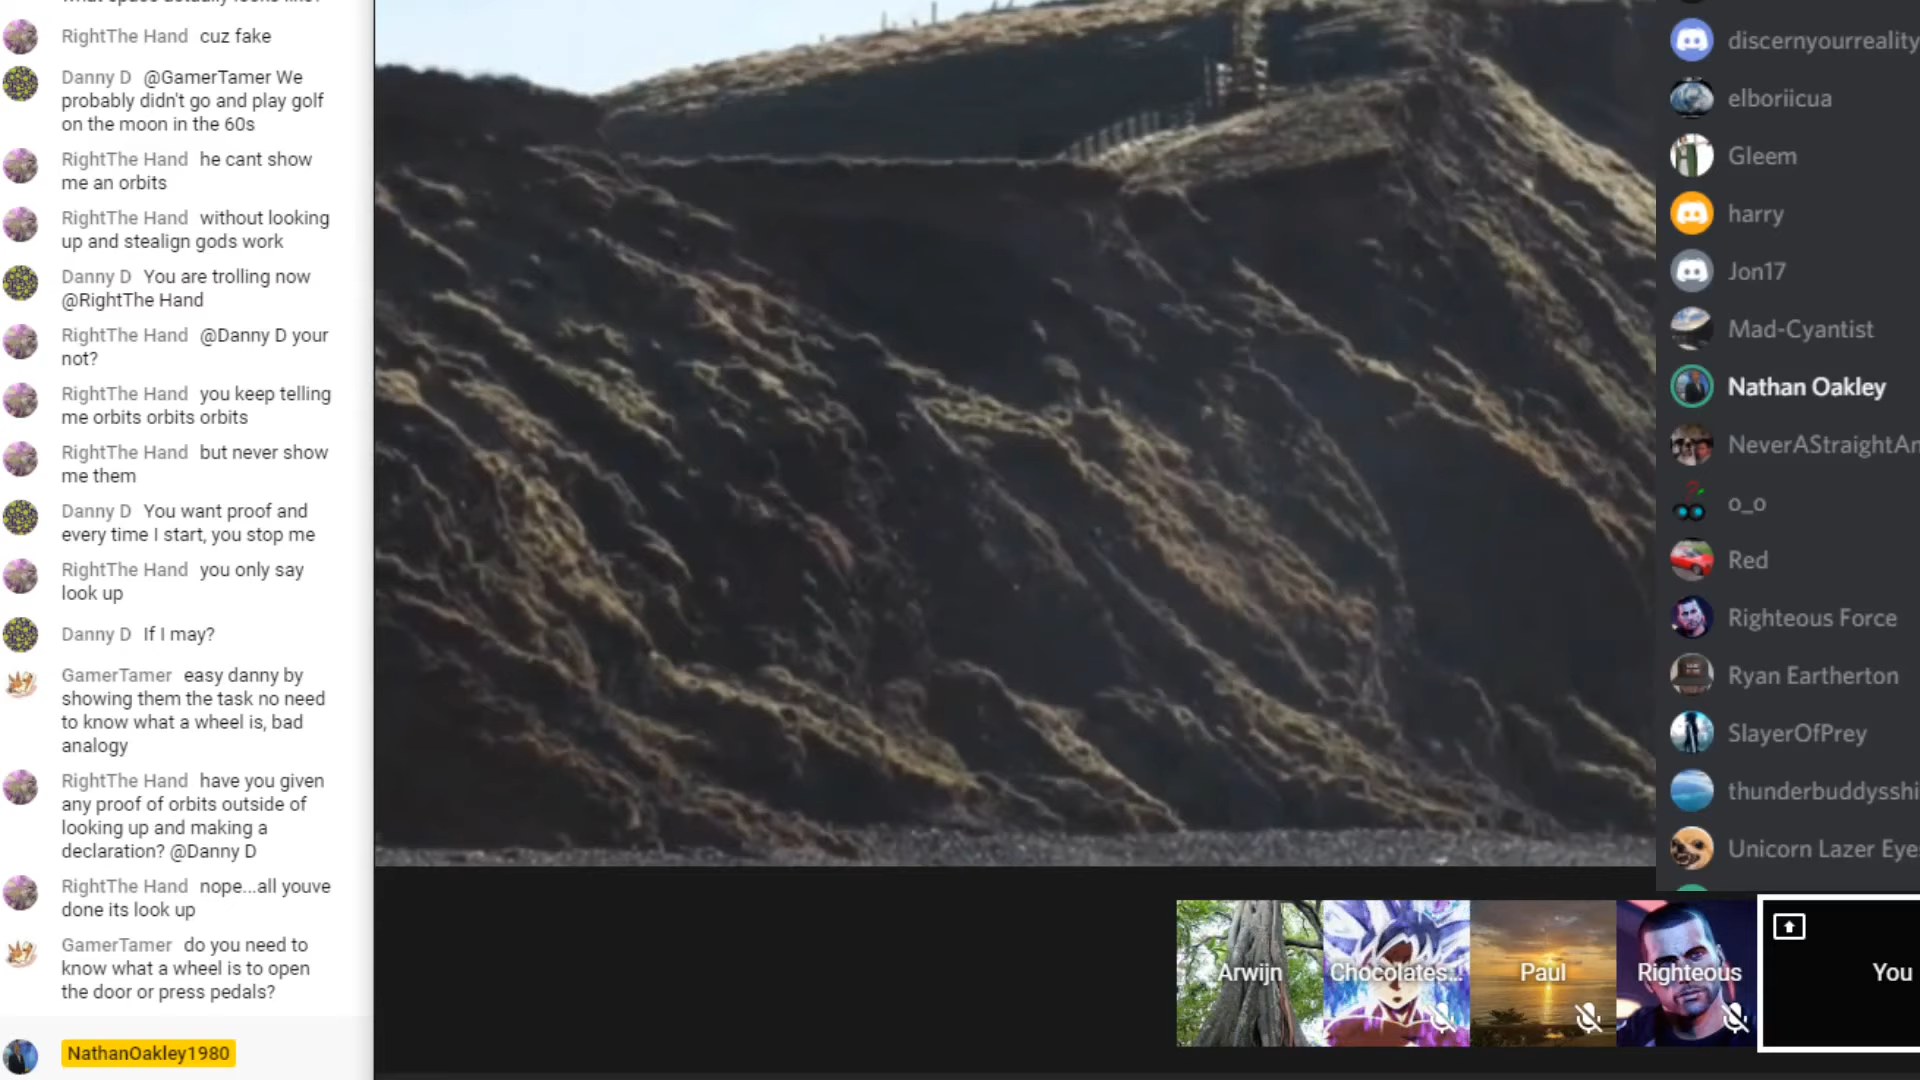 RightThe Hand cuz fake
Danny D @GamerTamer We
probably didn't go and play golf
on the moon in the 60s
RightThe Hand he cant show
me an orbits
RightThe Hand without looking
up and stealign gods work
Danny D You are trolling now
@RightThe Hand
RightThe Hand @Danny D your
not?
RightThe Hand you keep telling
me orbits orbits orbits
RightThe Hand but never show
me them
Danny D You want proof and
every time I start, you stop me
RightThe Hand you only say
look up
Danny D If I may?
GamerTamer easy danny by
showing them the task no need
to know what a wheel is, bad
analogy
RightThe Hand have you given
any proof of orbits outside of
looking up and making a
declaration? @Danny D
RightThe Hand nope...all youve
done its look up
GamerTamer do you need to
know what a wheel is to open
the door or press pedals?
NathanOakley1980
discernyourreality
elboriicua
Gleem
harry
Jon17
Mad-Cyantist
Nathan Oakley
NeverAStraightAn
o_o
Red
Righteous Force
Ryan Eartherton
SlayerOfPrey
thunderbuddysshi
Unicorn Lazer Eye
Arwijn
Chocolates...
Paul
Righteous
You